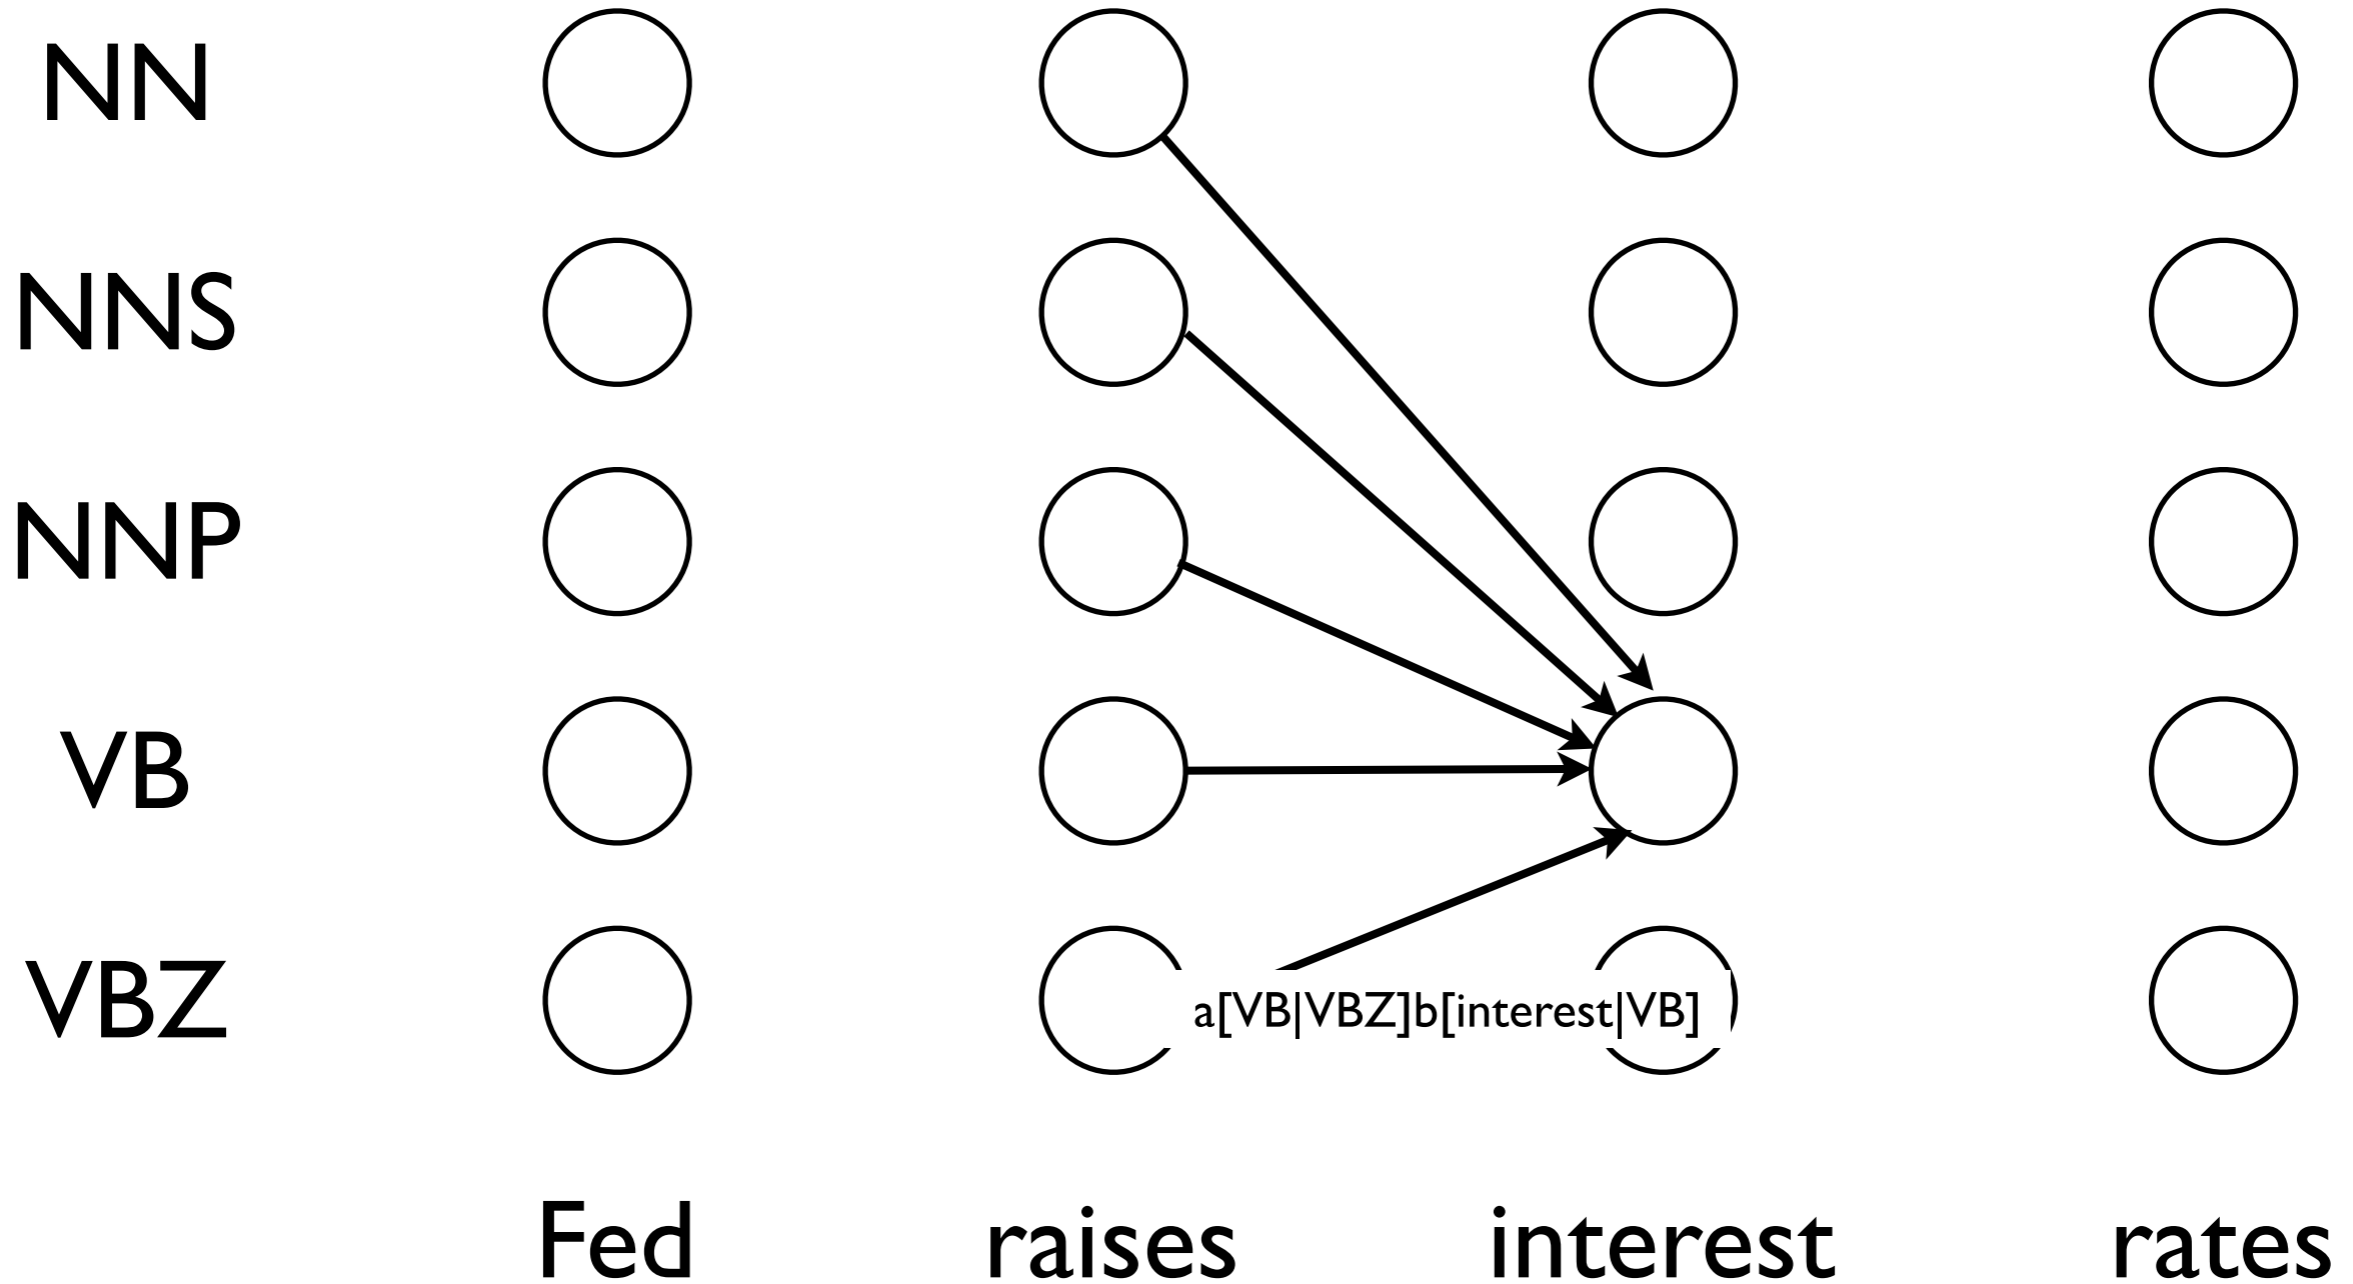 NN
NNS
NNP
VB
VBZ
a[VB|VBZ]b[interest|VB]
Fed raises interest rates